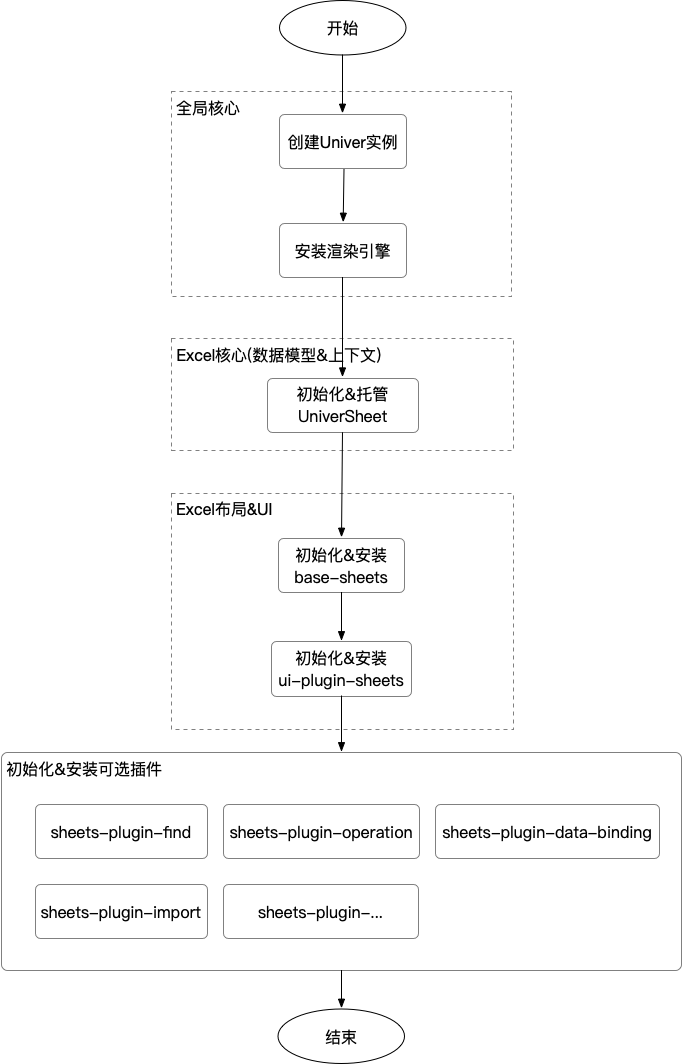 开始
全局核心
创建Univer实例
安装渲染引擎
Excel核心(数据模型&上下文)
初始化&托管
UniverSheet
Excel布局&UI
初始化&安装
base-sheets
初始化&安装
ui-plugin-sheets
初始化&安装可选插件
sheets-plugin-find
sheets-plugin-operation
sheets-plugin-data-binding
sheets-plugin-import
sheets-plugin-...
结束